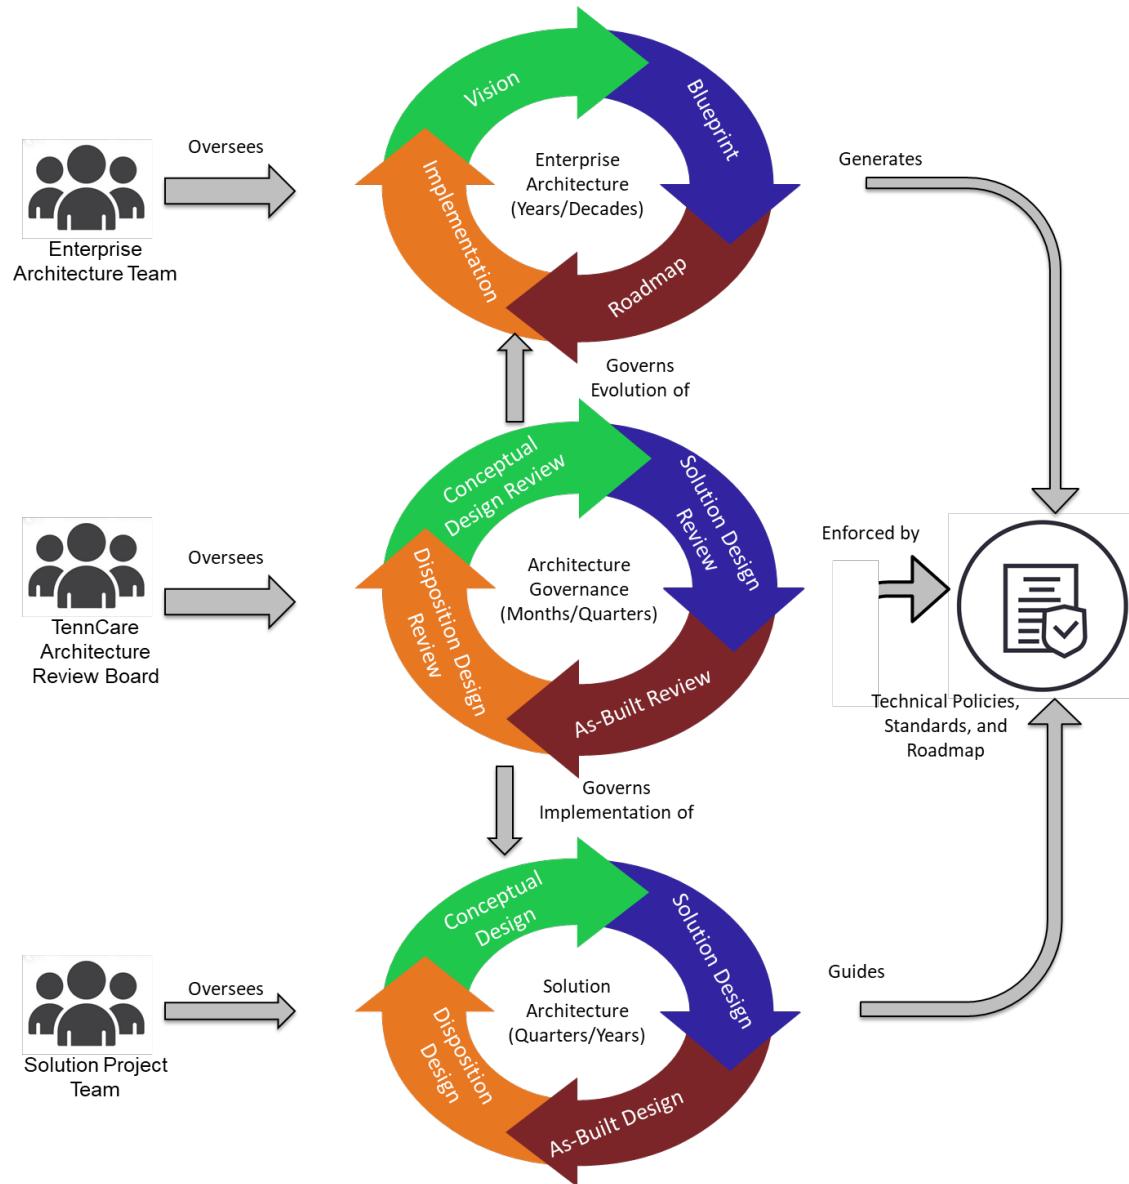 Vision
Blueprint
Roadmap
Implementation
Enterprise
Architecture
(Years/Decades)
Oversees
Enterprise
Architecture Team
Generates
Governs
Evolution of
Conceptual
Design Review
Solution Design
Review
As-Built Review
Disposition Design
Review
Architecture
Governance
(Months/Quarters)
Oversees
TennCare
Architecture
Review Board
Enforced by
Technical Policies,
Standards, and
Roadmap
Governs
Implementation of
Conceptual
Design
Solution Design
As-Built Design
Disposition
Design
Solution
Architecture
(Quarters/Years)
Oversees
Solution Project
Team
Guides